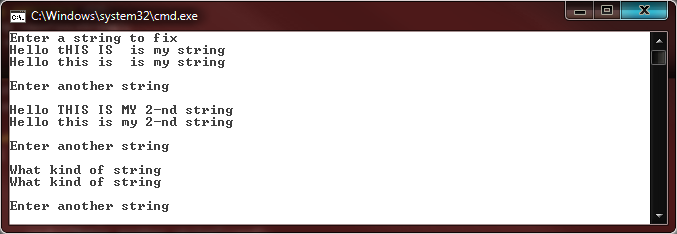 C:\Windows\system32\cmd.exe
Enter a string to fix
Hello tHIS IS  is my string
Hello this is  is my string
Enter another string
Hello THIS IS MY 2-nd string
Hello this is my 2-nd string
Enter another string
What kind of string
What kind of string
Enter another string